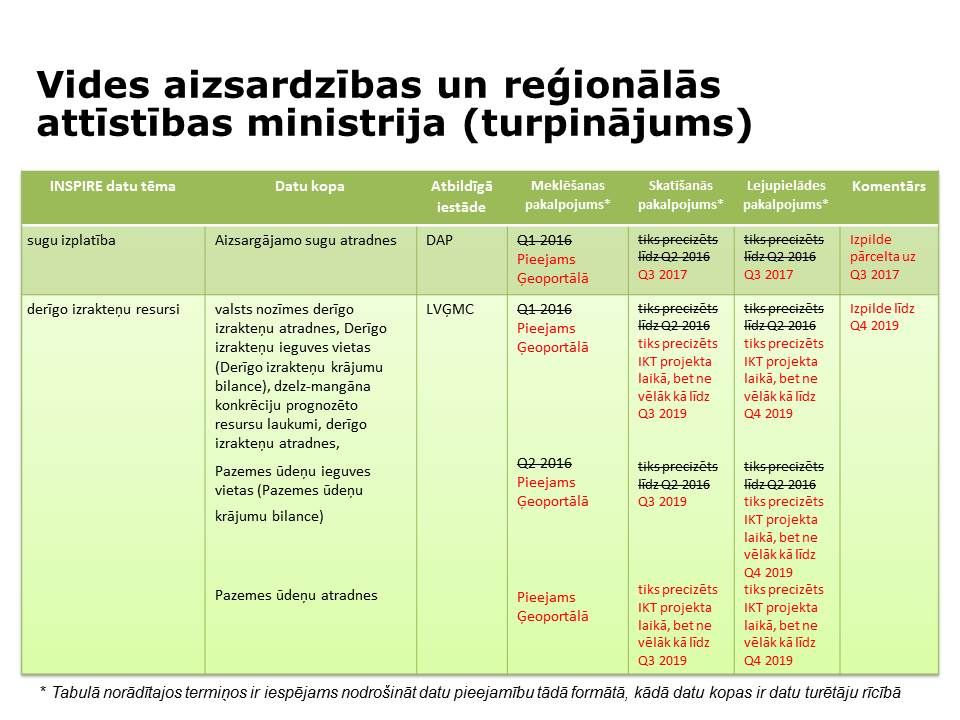 Vides aizsardzības un reģionālās
attīstības ministrija (turpinājums)
INSPIRE datu tēma
Datu kopa
Atbildīgā
iestāde
Meklēšanas
pakalpojums*
Skatīšanās
pakalpojums*
Lejupielādes
pakalpojums*
Komentārs
sugu izplatība
Aizsargājamo sugu atradnes
DAP
Q1 2016
Pieejams
Ģeoportālā
tiks precizēts
līdz Q2 2016
Q3 2017
tiks precizēts
līdz Q2 2016
Q3 2017
Izpilde
pārcelta uz
Q3 2017
derīgo izrakteņu resursi
valsts nozīmes derīgo
izrakteņu atradnes, Derīgo
izrakteņu ieguves vietas
(Derīgo izrakteņu krājumu
bilance), dzelz-mangāna
konkrēciju prognozēto
resursu laukumi, derīgo
izrakteņu atradnes,
LVĢMC
Q1 2016
Pieejams
Ģeoportālā
tiks precizēts
līdz Q2 2016
tiks precizēts
IKT projekta
laikā, bet ne
vēlāk kā līdz
Q3 2019
tiks precizēts
līdz Q2 2016
tiks precizēts
IKT projekta
laikā, bet ne
vēlāk kā līdz
Q4 2019
Izpilde līdz
Q4 2019
Pazemes ūdeņu ieguves
vietas (Pazemes ūdeņu
krājumu bilance)
Q2 2016
Pieejams
Ģeoportālā
tiks precizēts
līdz Q2 2016
Q3 2019
tiks precizēts
līdz Q2 2016
tiks precizēts
IKT projekta
laikā, bet ne
vēlāk kā līdz
Q4 2019
Pazemes ūdeņu atradnes
Pieejams
Ģeoportālā
tiks precizēts
IKT projekta
laikā, bet ne
vēlāk kā līdz
Q3 2019
tiks precizēts
IKT projekta
laikā, bet ne
vēlāk kā līdz
Q4 2019
* Tabulā norādītajos termiņos ir iespējams nodrošināt datu pieejamību tādā formātā, kādā datu kopas ir datu turētāju rīcībā